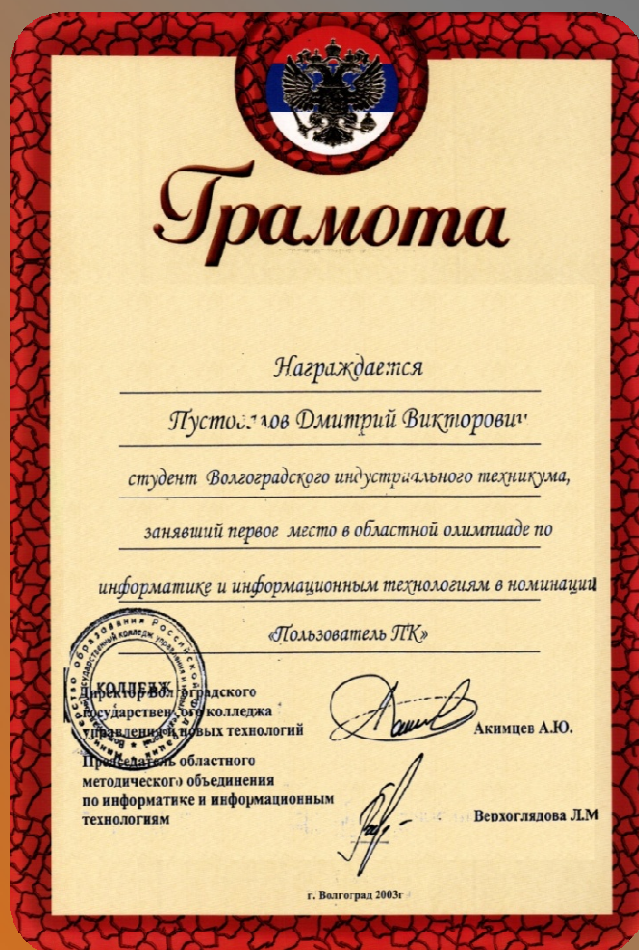 Грамота
Награждается
Дмитрий Викторович
студент Волгоградского индустриального техникума,
занявший первое место в областной олимпиаде по
информатике и информационным технологиям в номинации
«Пользователь ПК»
КОЛЛЕДЖ
Директор Волгоградского
государственного колледжа
управления и новых технологий
Акимцев А.Ю.
Председатель областного
методического объединения
по информатике и информационным
технологиям
Верхоглядова Л.М
г. Волгоград 2003г